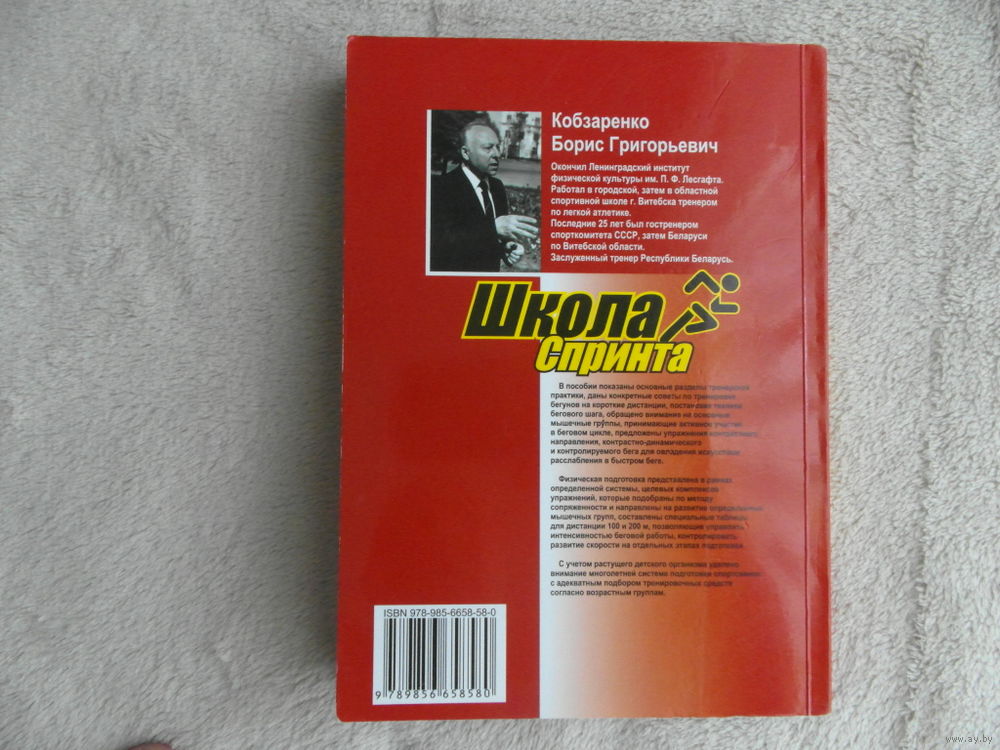 Кобзаренко
Борис Григорьевич
Окончил Ленинградский институт
физической культуры им. П. Ф. Лесгафта.
Работал в городской, затем в областной
спортивной школе г. Витебска тренером
по легкой атлетике.
Последние 25 лет был гостренером
спорткомитета СССР, затем Беларуси
по Витебской области.
Заслуженный тренер Республики Беларусь.
Школа
Спринта
В пособии показаны основные разделы тренерской
практики, даны конкретные советы по тренировке
бегунов на короткие дистанции, постановке техники
бегового шага, обращено внимание на основные
мышечные группы, принимающие активное участие
в беговом цикле, предложены упражнения контрастного
направления, контрастно-динамического
и контролируемого бега для овладения искусством
расслабления в быстром беге.
Физическая подготовка представлена в рамках
определенной системы, целевых комплексов
упражнений, которые подобраны по методу
сопряженности и направлены на развитие определенных
мышечных групп, составлены специальные таблицы
для дистанции 100 и 200 м, позволяющие управлять
интенсивностью беговой работы, контролировать
развитие скорости на отдельных этапах подготовки.
С учетом растущего детского организма уделено
внимание многолетней системе подготовки спортсменов
с адекватным подбором тренировочных средств
согласно возрастным группам.
ISBN 978-985-6658-58-0
9 789856 658580
www.ay.by